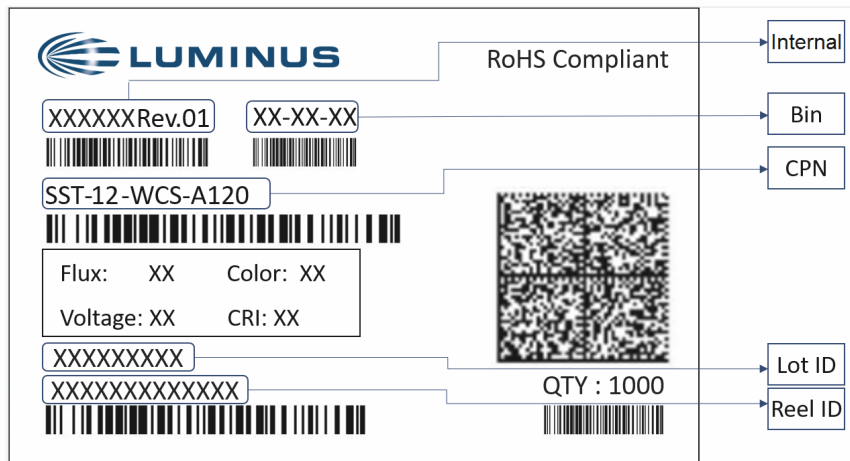 LUMINUS
RoHS Compliant
Internal
XXXXXXRev.01
XX-XX-XX
Bin
SST-12-WCS-A120
CPN
Flux: XX Color: XX
Voltage: XX CRI: XX
XXXXXXXXX
Lot ID
XXXXXXXXXXXXX
QTY : 1000
Reel ID